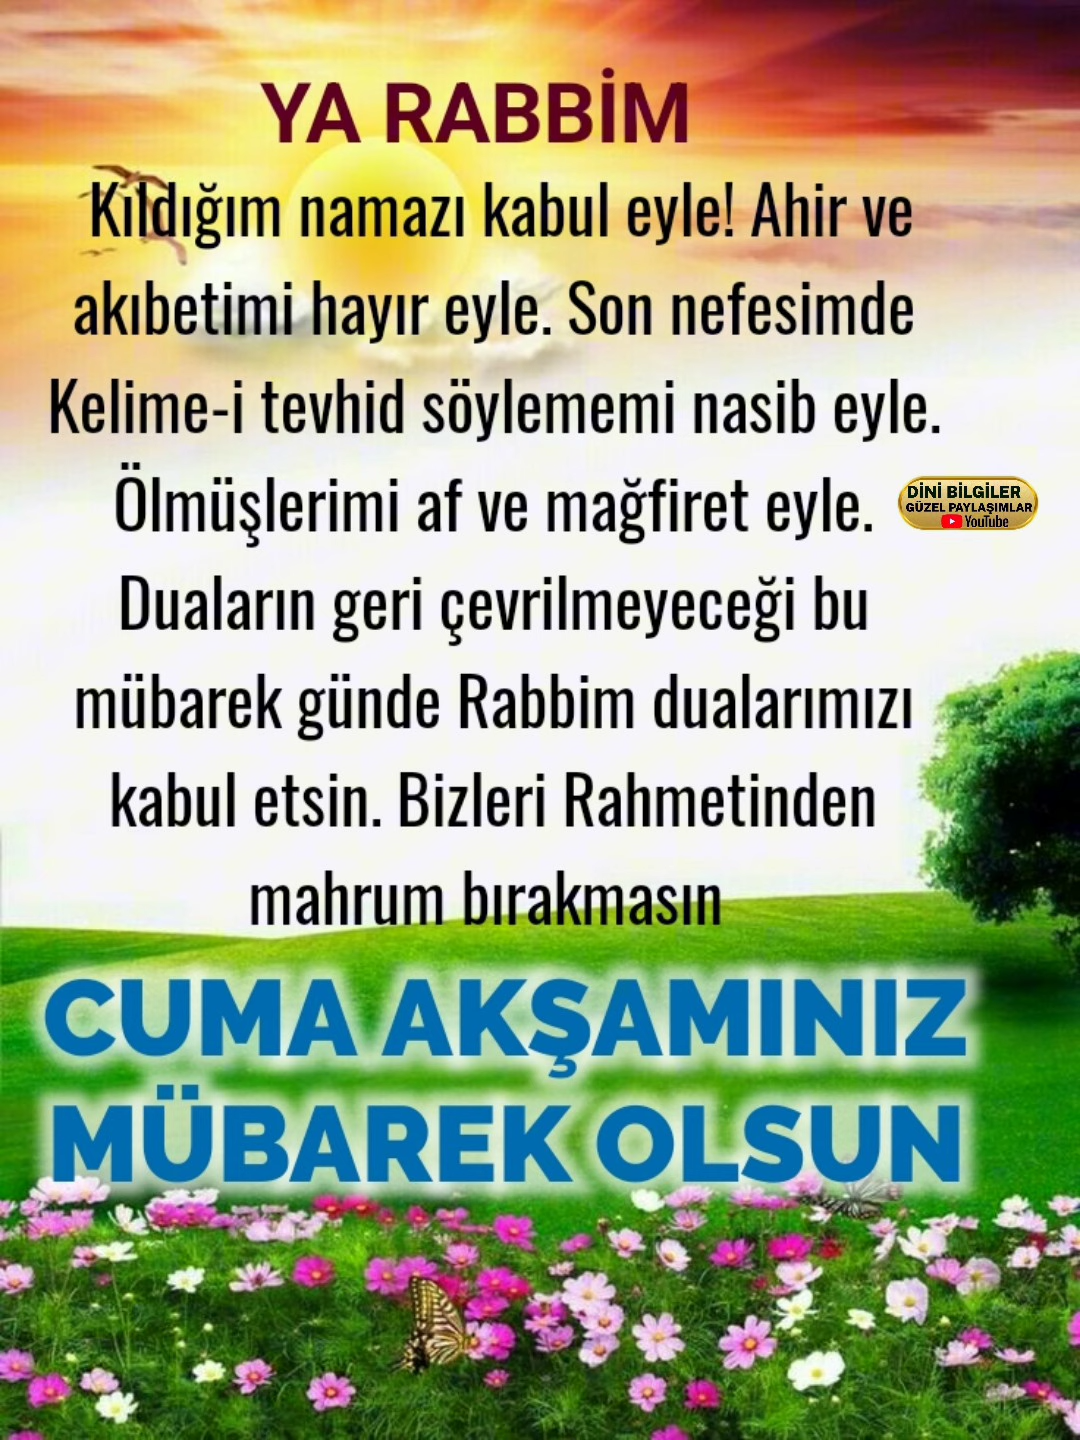 YA RABBİM
Kıldığım namazı kabul eyle! Ahir ve
akıbetimi hayır eyle. Son nefesimde
Kelime-i tevhid söylememi nasib eyle.
Ölmüşlerimi af ve mağfiret eyle.
DİNİ BİLGİLER
GÜZEL PAYLAŞIMLAR
YouTube
Duaların geri çevrilmeyeceği bu
mübarek günde Rabbim dualarımızı
kabul etsin. Bizleri Rahmetinden
mahrum bırakmasın
CUMA AKŞAMINIZ
MÜBAREK OLSUN